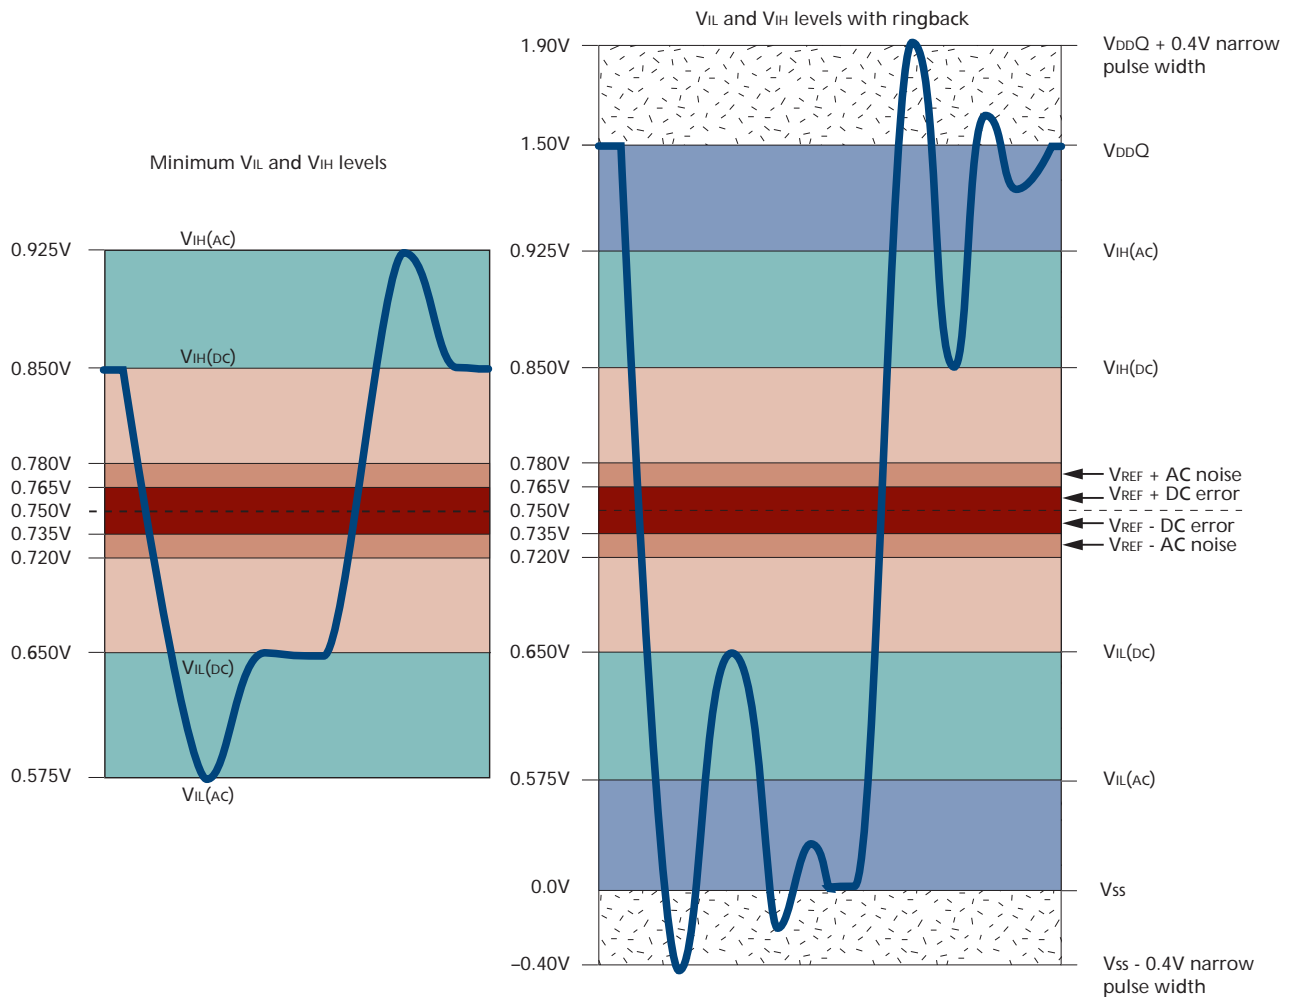 VIL and VIH levels with ringback
1.90V
VDDQ + 0.4V narrow
pulse width
1.50V
VDDQ
Minimum VIL and VIH levels
0.925V
VIH(AC)
0.925V
VIH(AC)
0.850V
VIH(DC)
0.850V
VIH(DC)
0.780V
0.780V
VREF + AC noise
0.765V
0.765V
VREF + DC error
0.750V
0.750V
0.735V
0.735V
VREF - DC error
0.720V
0.720V
VREF - AC noise
0.650V
VIL(DC)
0.650V
VIL(DC)
0.575V
VIL(AC)
0.575V
VIL(AC)
0.0V
VSS
−0.40V
VSS - 0.4V narrow
pulse width